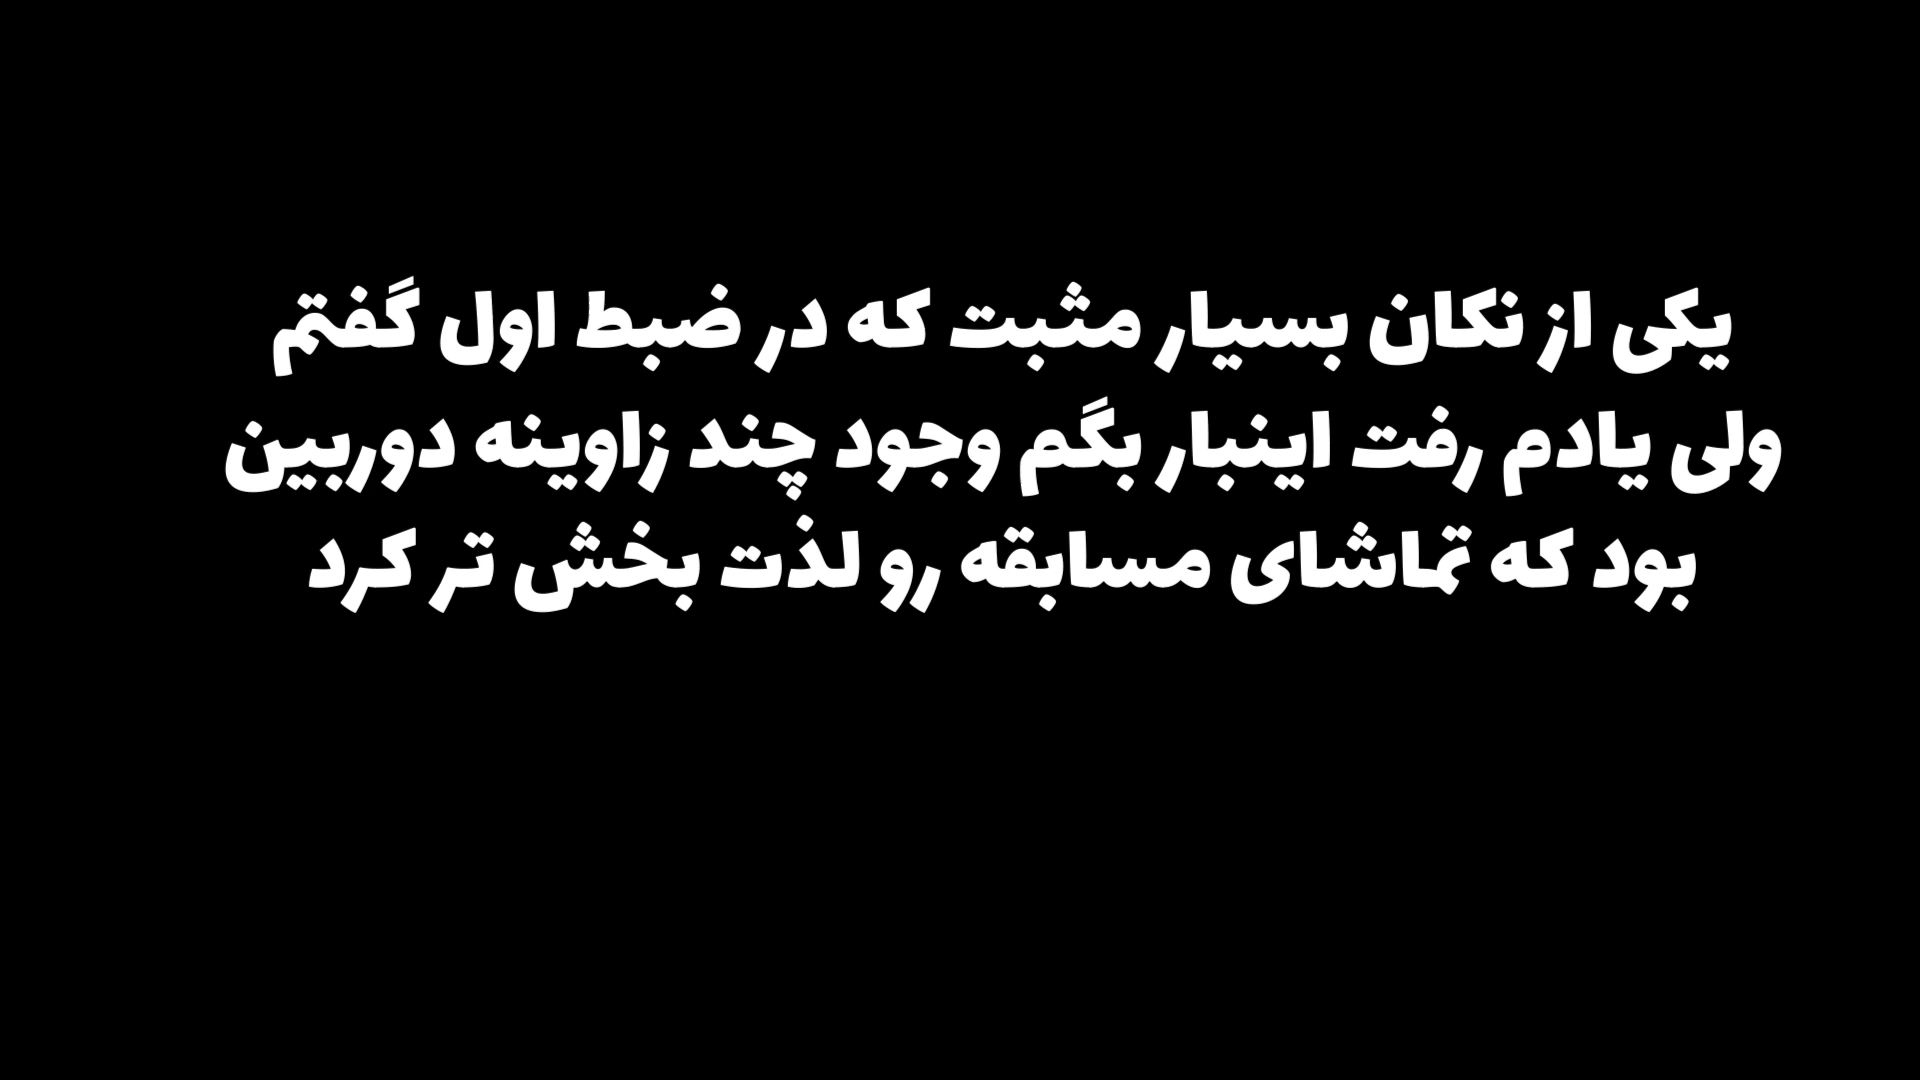 یکی از نکان بسیار مثبت که در ضبط اول گفتم
ولی یادم رفت اینبار بگم وجود چند زاوینه دوربین
بود که تماشای مسابقه رو لذت بخش تر کرد